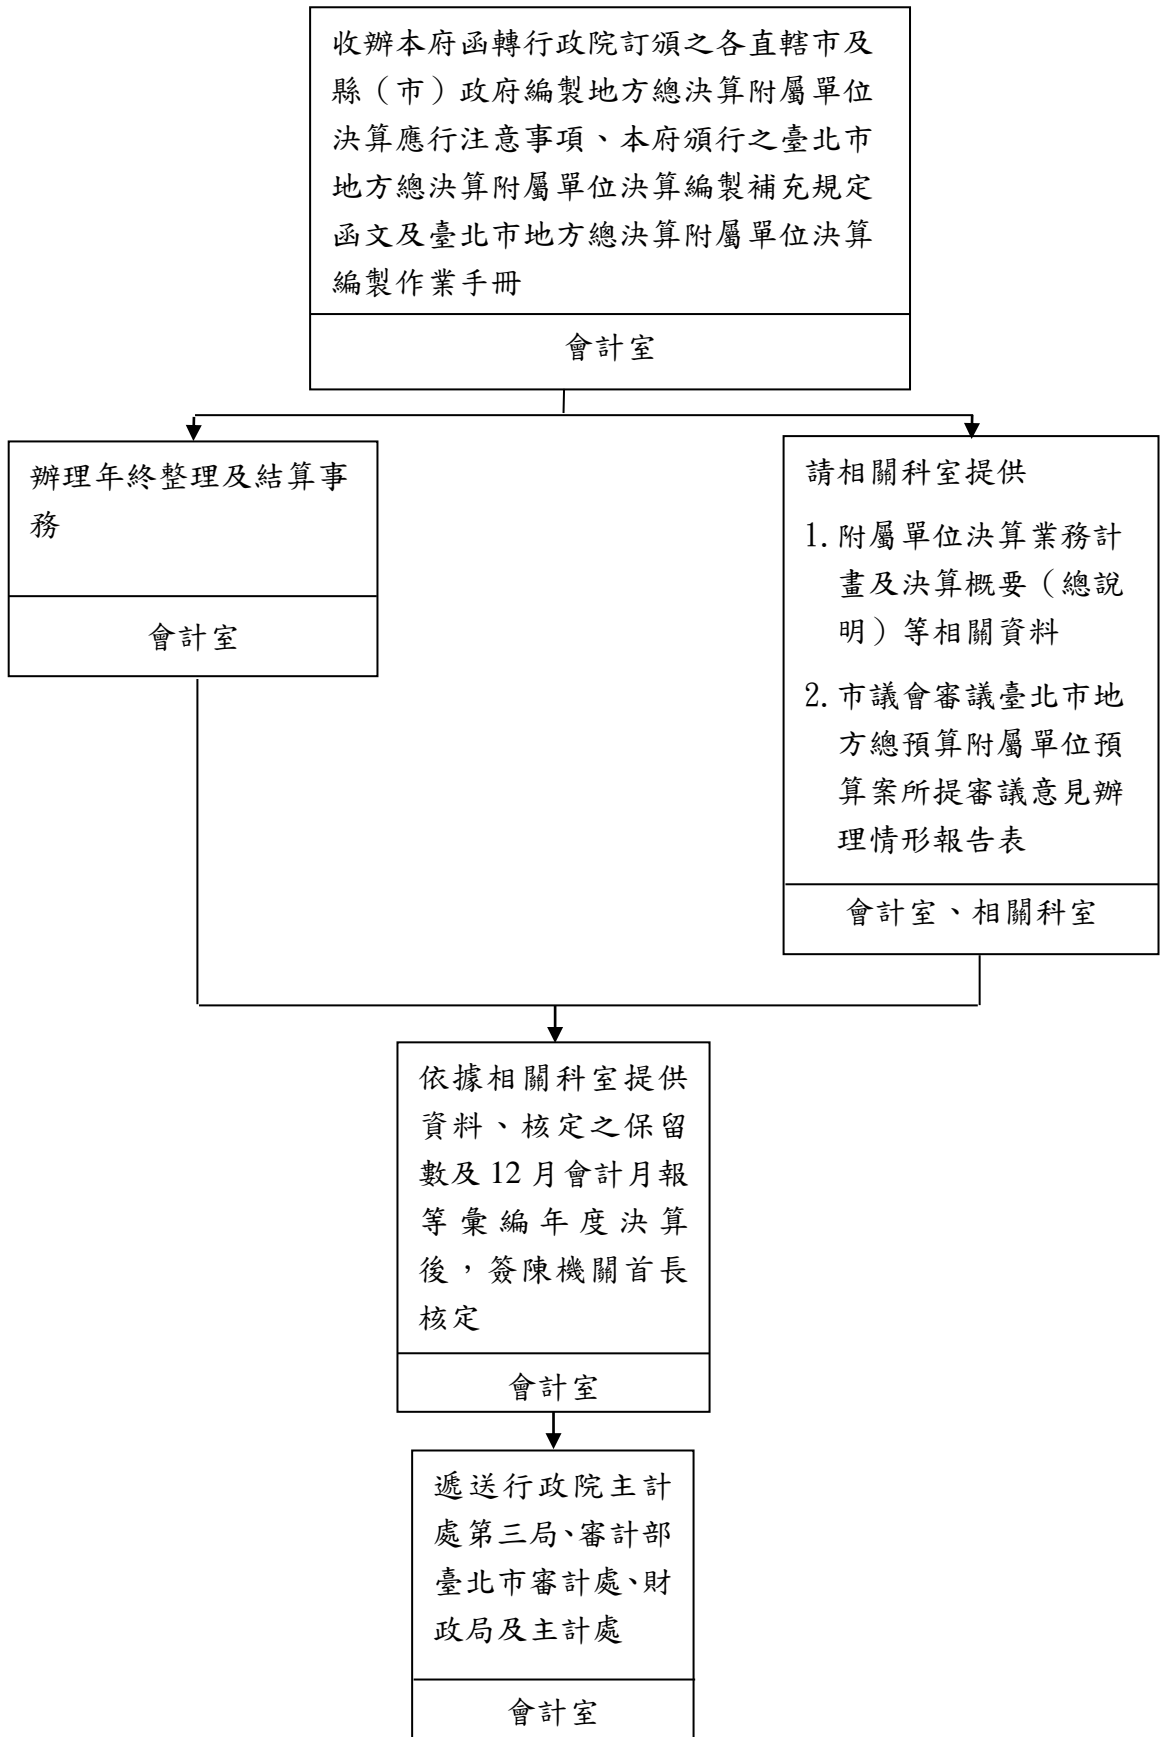 收辦本府函轉行政院訂頒之各直轄市及
縣（市）政府編製地方總決算附屬單位
決算應行注意事項、本府頒行之臺北市
地方總決算附屬單位決算編製補充規定
函文及臺北市地方總決算附屬單位決算
編製作業手冊
會計室
辦理年終整理及結算事
務
會計室
請相關科室提供
1. 附屬單位決算業務計
畫及決算概要（總說
明）等相關資料
2. 市議會審議臺北市地
方總預算附屬單位預
算案所提審議意見辦
理情形報告表
會計室、相關科室
依據相關科室提供
資料、核定之保留
數及 12 月會計月報
等彙編年度決算
後，簽陳機關首長
核定
會計室
遞送行政院主計
處第三局、審計部
臺北市審計處、財
政局及主計處
會計室